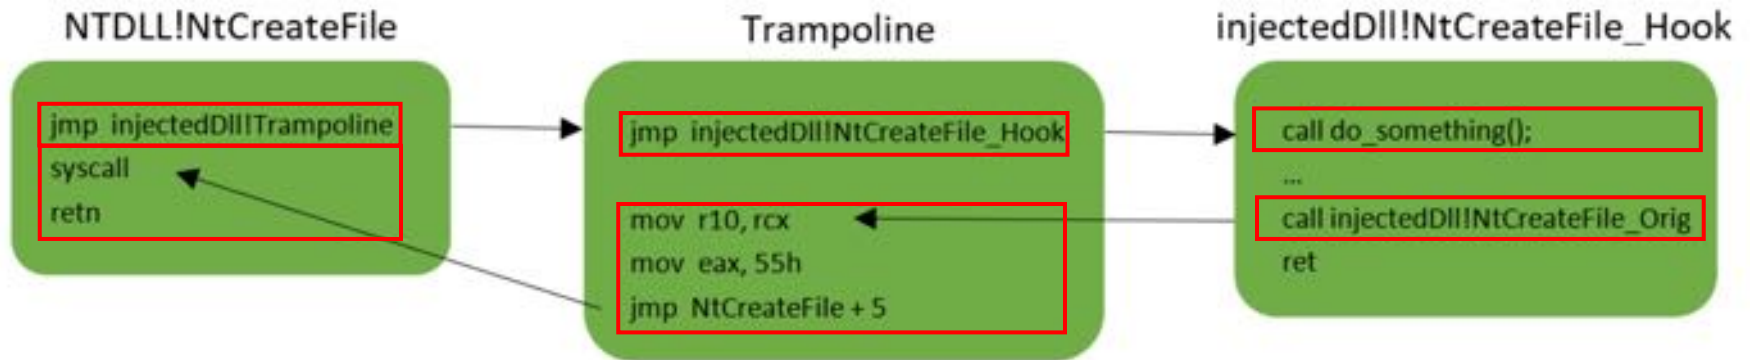 NTDLL!NtCreateFile
jmp injectedDll!Trampoline
syscall
retn
Trampoline
jmp injectedDll!NtCreateFile_Hook
mov r10, rcx
mov eax, 55h
jmp NtCreateFile + 5
injectedDll!NtCreateFile_Hook
call do_something();
...
call injectedDll!NtCreateFile_Orig
ret